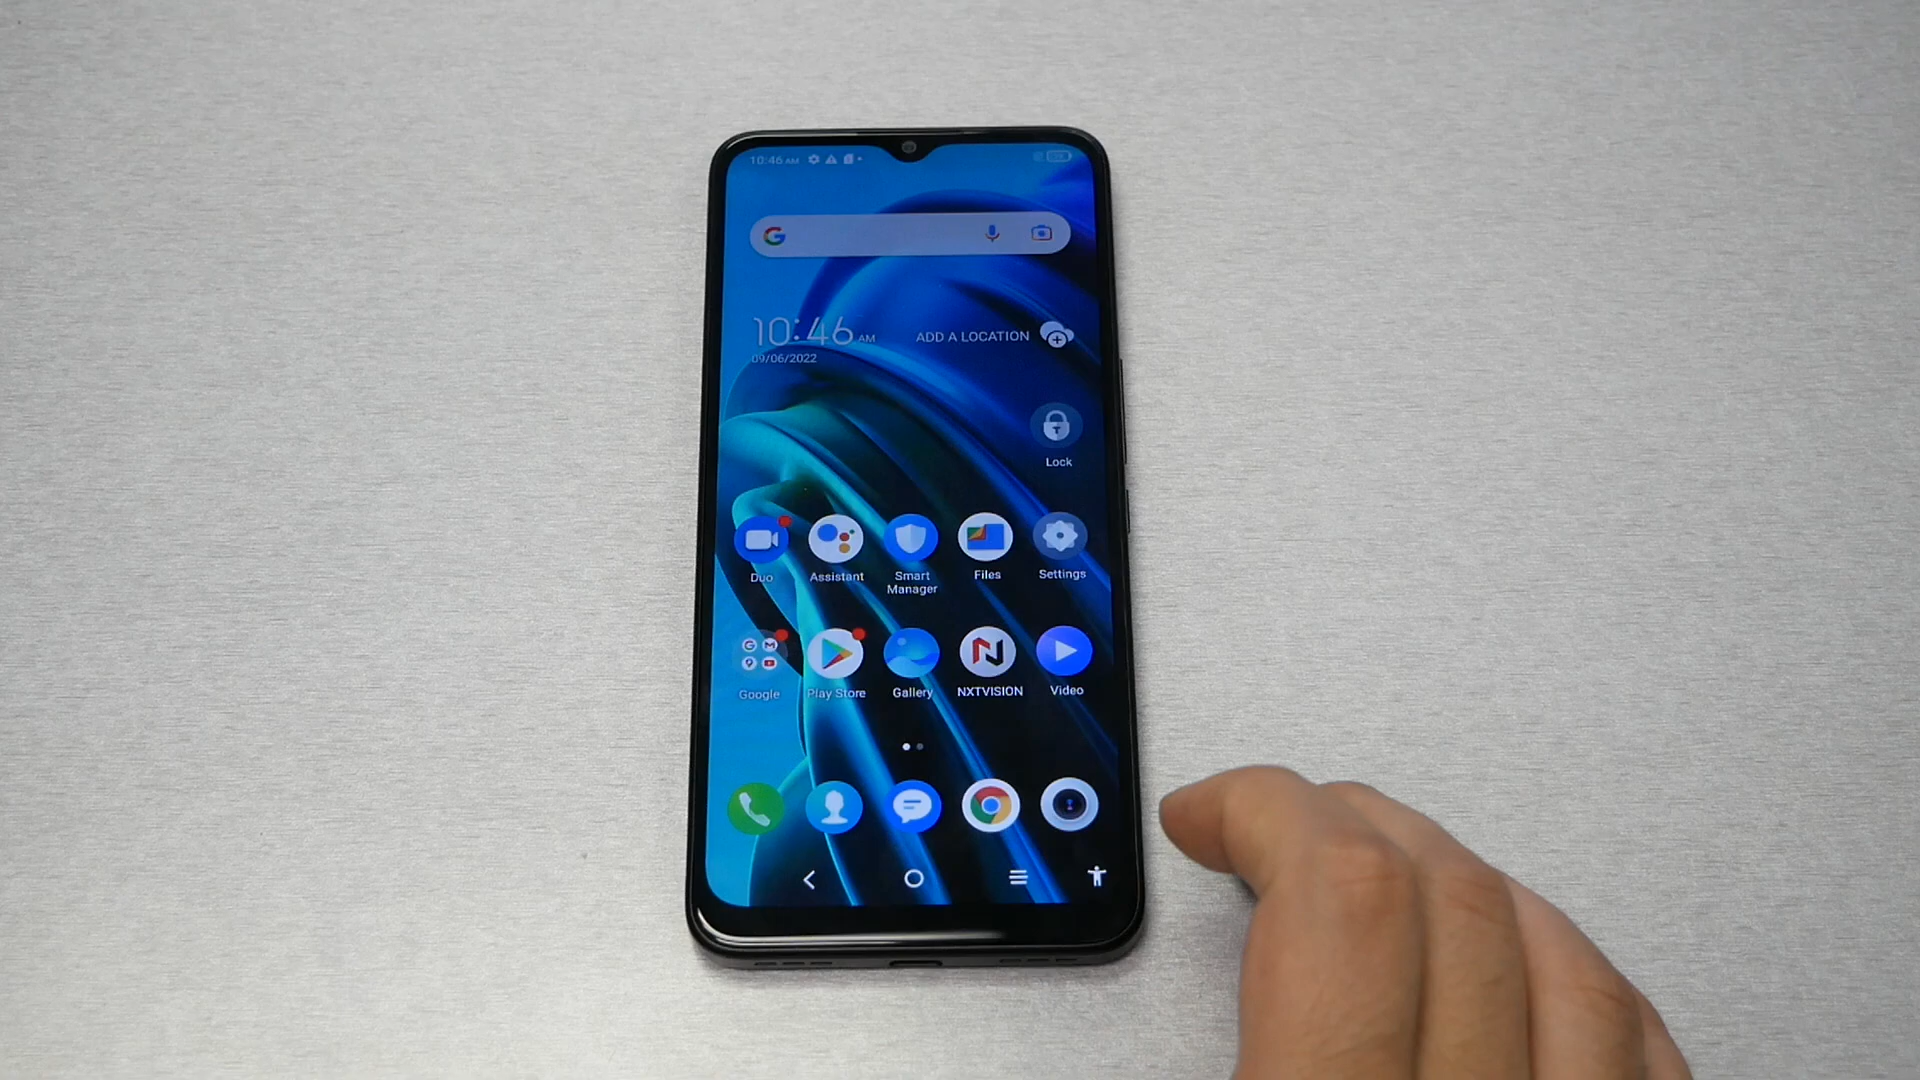 10:46 AM
G
10:46 AM
ADD A LOCATION
09/06/2022
Lock
Duo
Assistant
Smart Manager
Files
Settings
Google
Play Store
Gallery
NXTVISION
Video